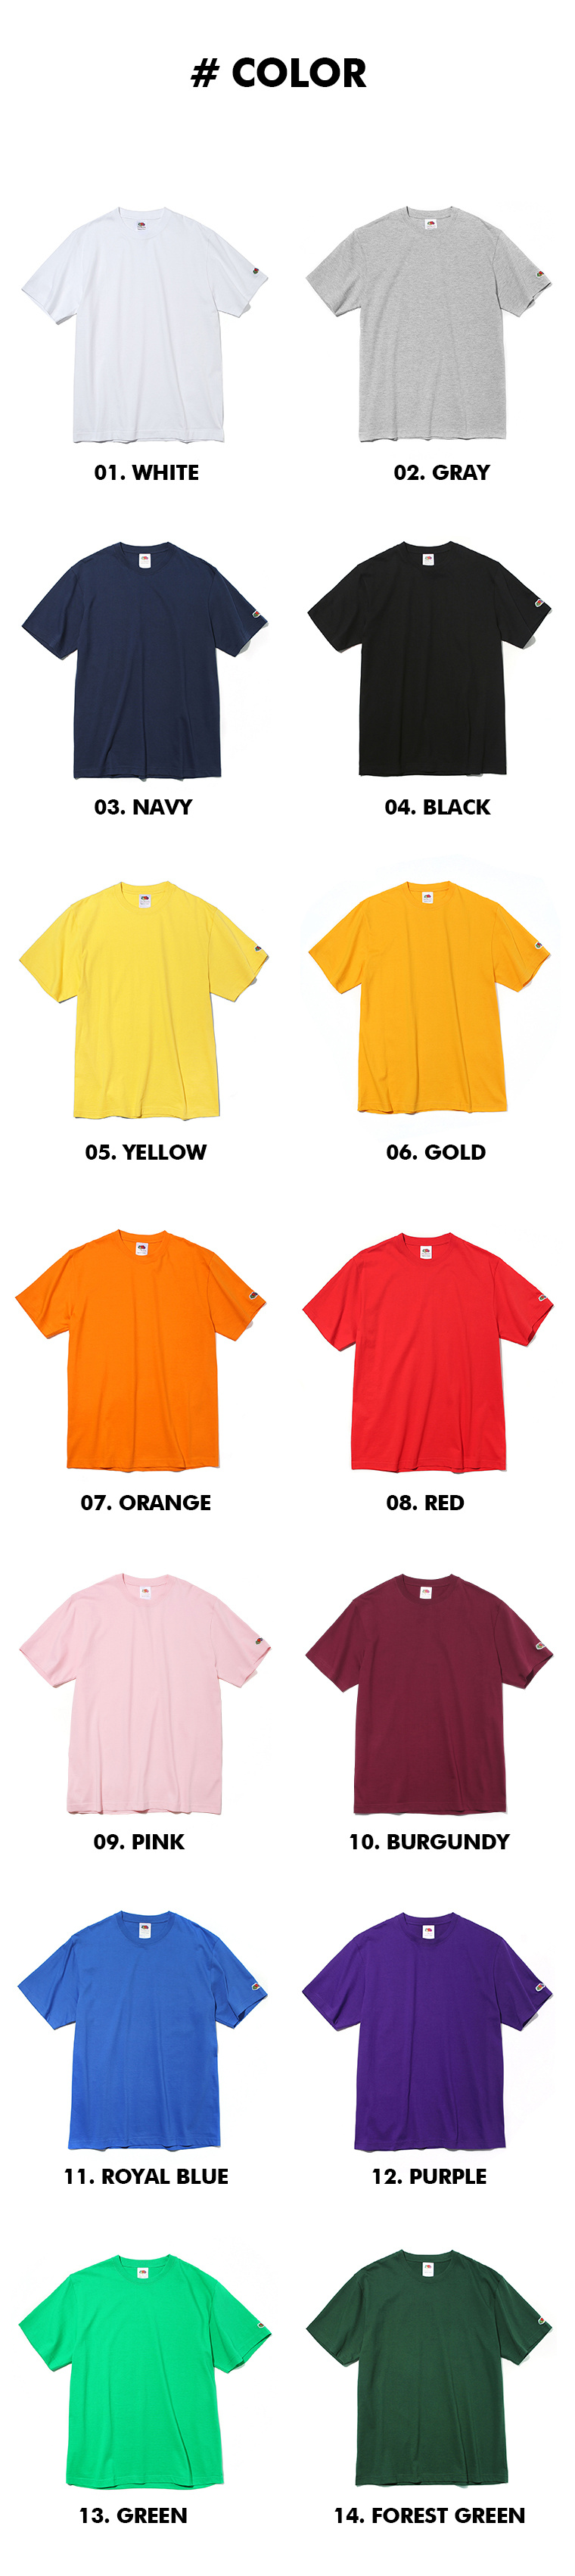 # COLOR
01. WHITE
02. GRAY
03. NAVY
04. BLACK
05. YELLOW
06. GOLD
07. ORANGE
08. RED
09. PINK
10. BURGUNDY
11. ROYAL BLUE
12. PURPLE
13. GREEN
14. FOREST GREEN